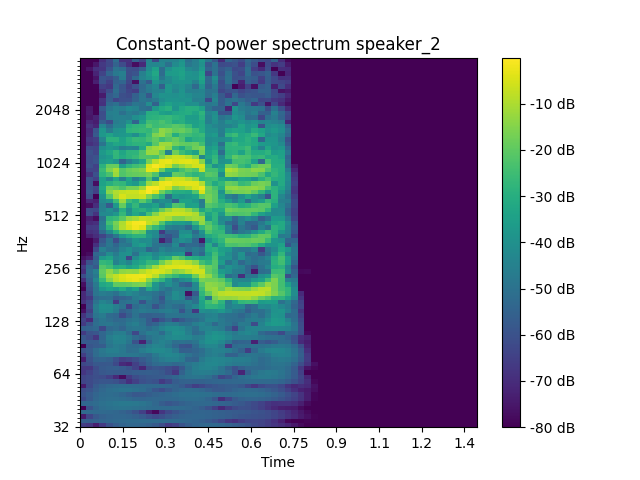 Constant-Q power spectrum speaker_2
Hz
2048
1024
512
256
128
64
32
0 0.15 0.3 0.45 0.6 0.75 0.9 1.1 1.2 1.4
Time
-10 dB
-20 dB
-30 dB
-40 dB
-50 dB
-60 dB
-70 dB
-80 dB